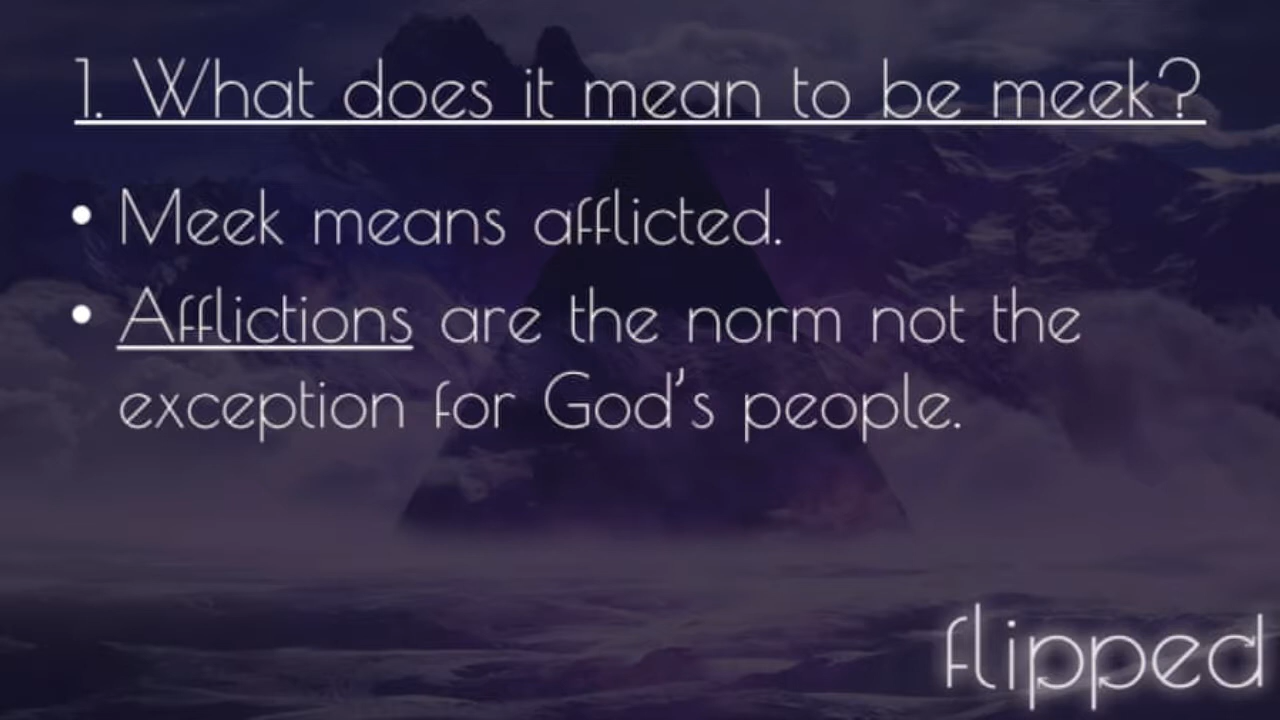 1. What does it mean to be meek?
• Meek means afflicted.
• Afflictions are the norm not the
exception for God's people.
flipped